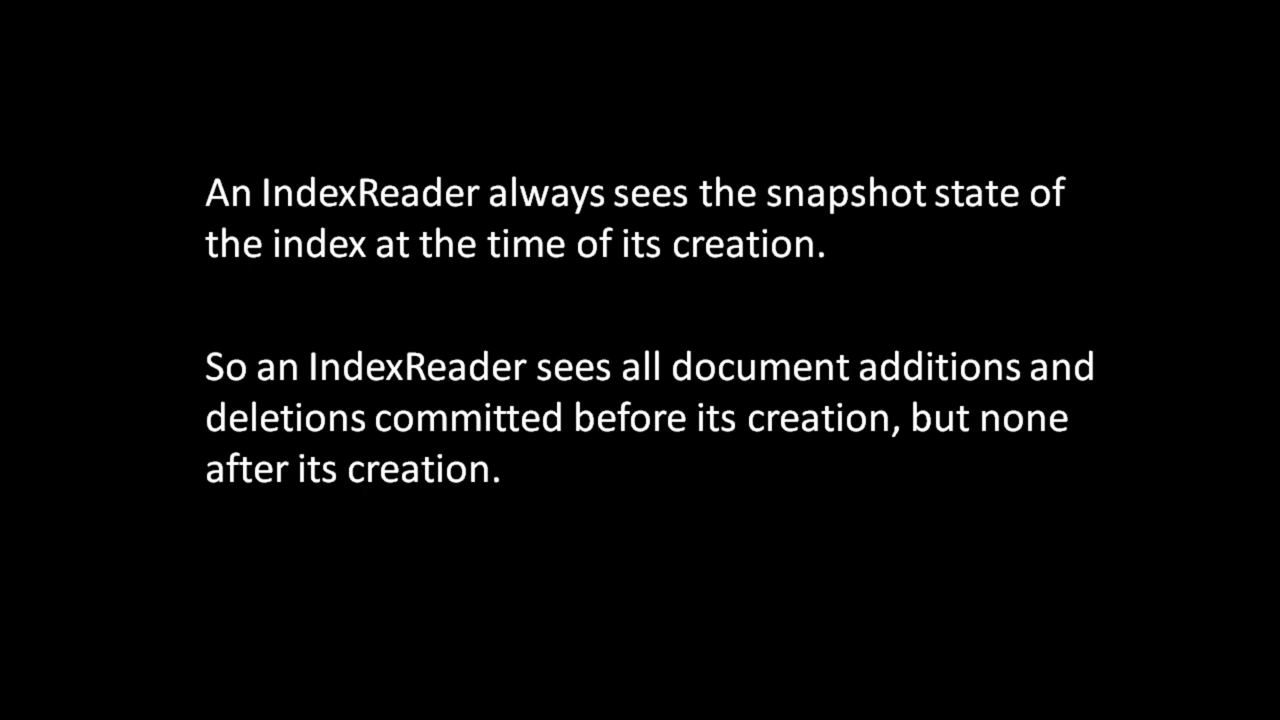 An IndexReader always sees the snapshot state of
the index at the time of its creation.
So an IndexReader sees all document additions and
deletions committed before its creation, but none
after its creation.